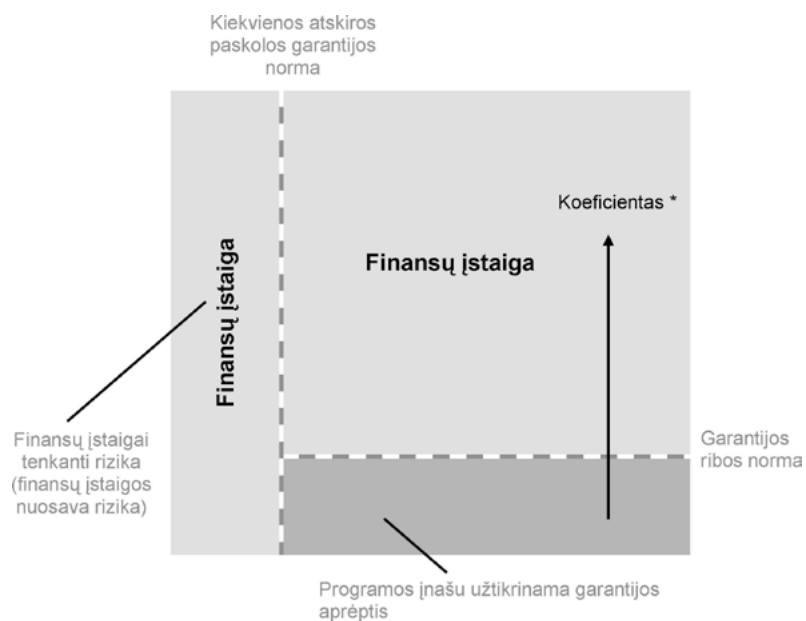 Kiekvienos atskiros
paskolos garantijos
norma
Koeficientas *
Finansų įstaiga
Finansų įstaiga
Finansų įstaigai
tenkanti rizika
(finansų įstaigos
nuosava rizika)
Garantijos
ribos norma
Programos įnašu užtikrinama garantijos
aprėptis